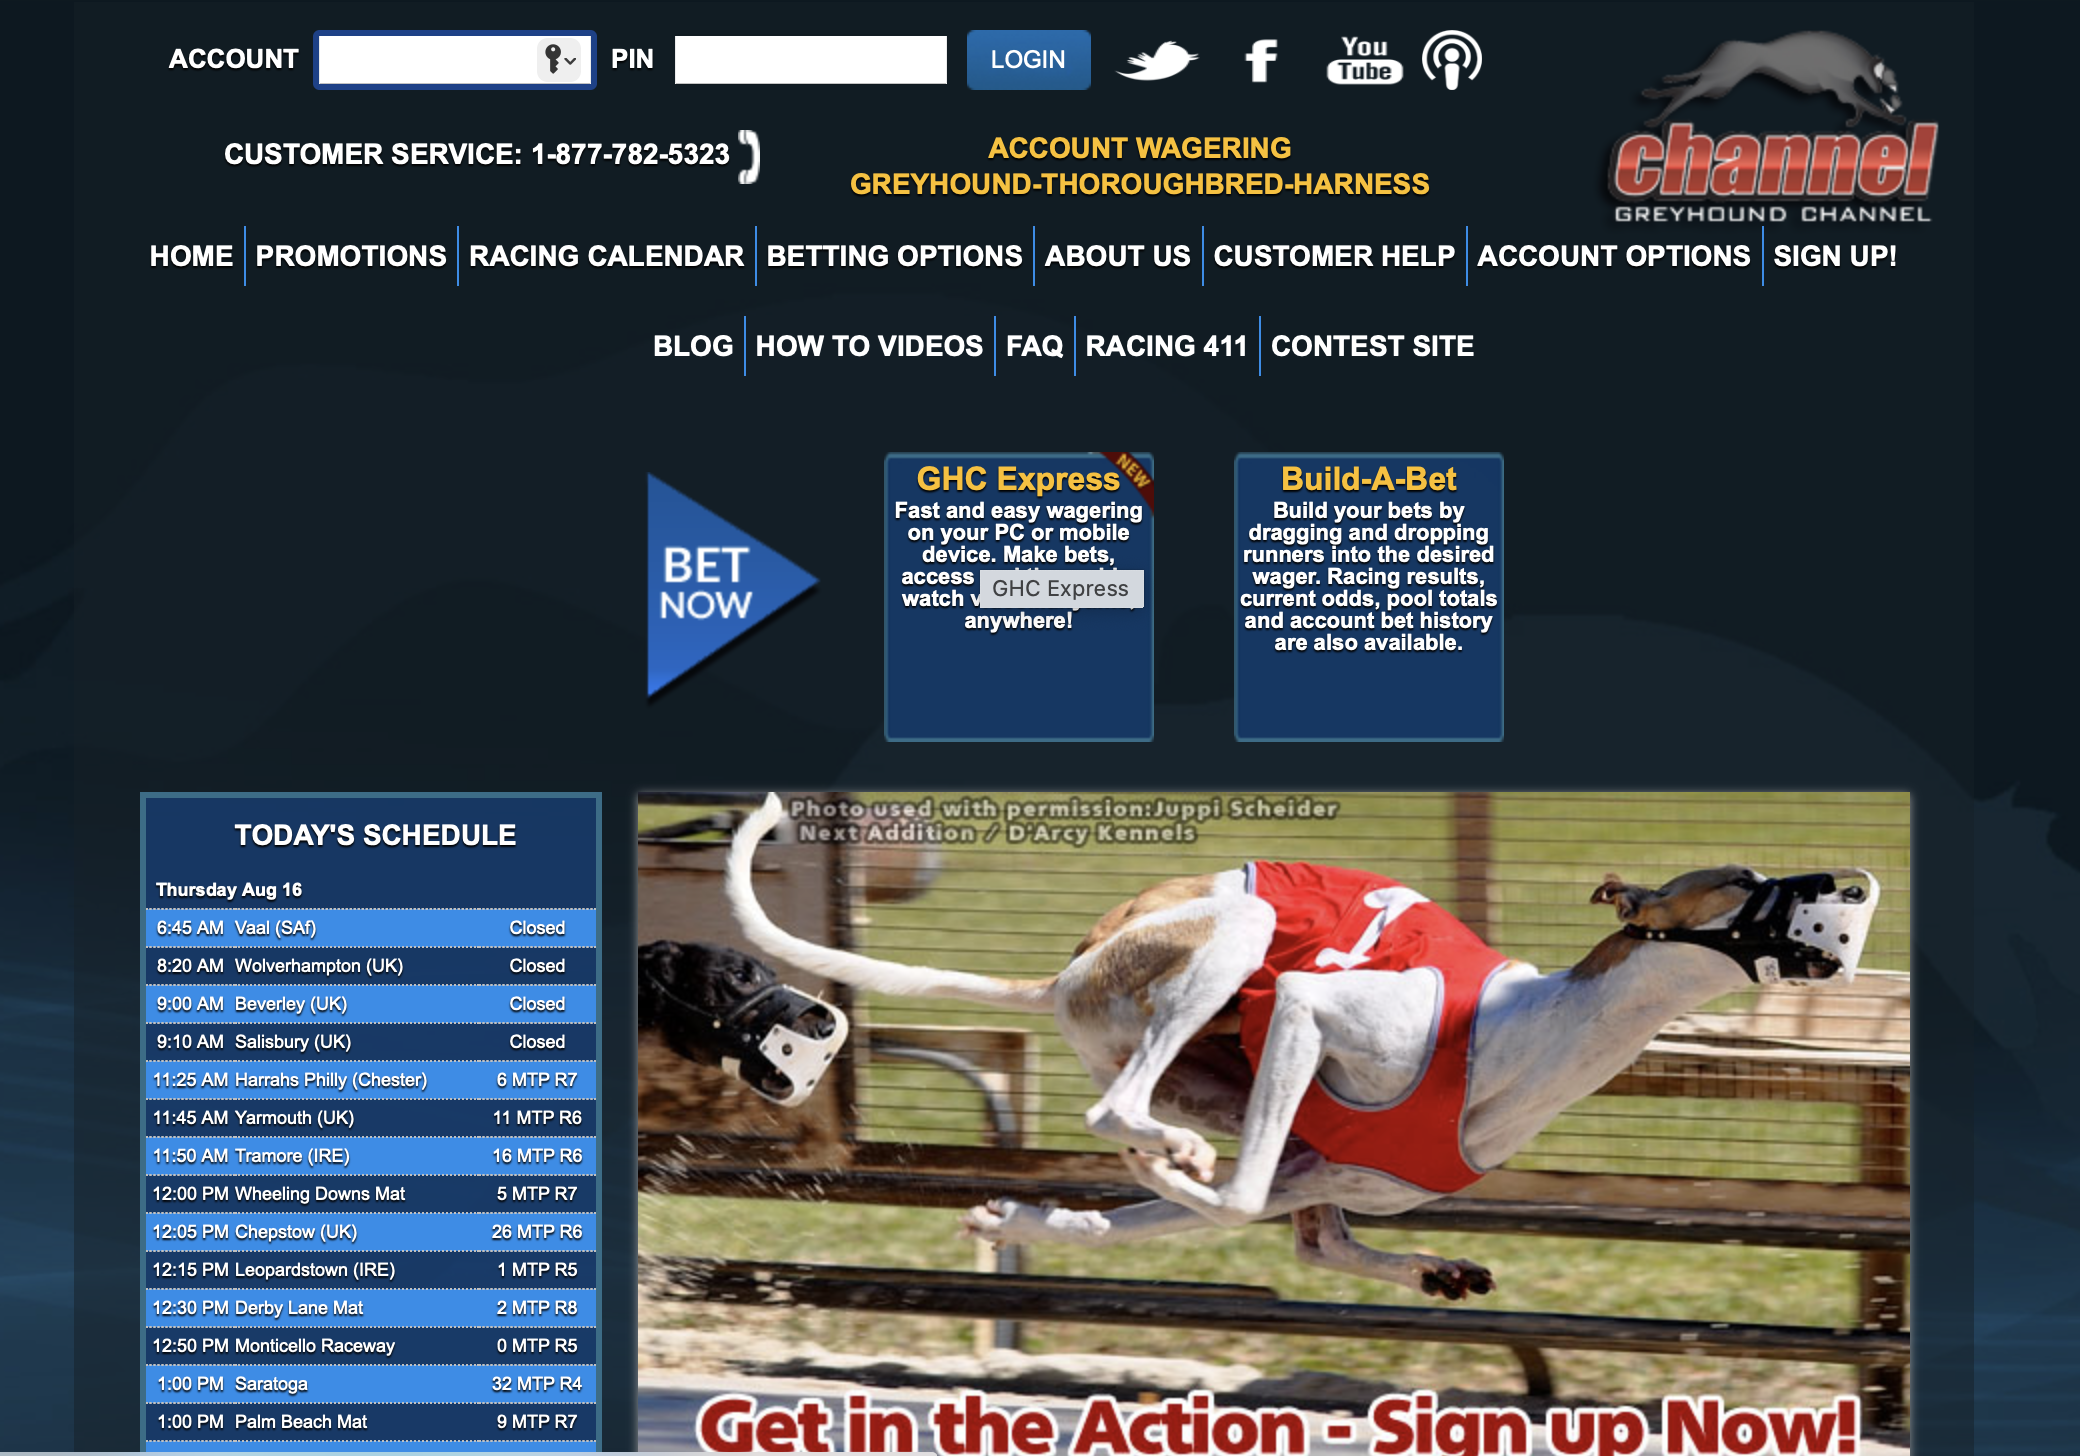 ACCOUNT PIN LOGIN You Tube
CUSTOMER SERVICE: 1-877-782-5323
ACCOUNT WAGERING
GREYHOUND-THOROUGHBRED-HARNESS
channel
GREYHOUND CHANNEL
HOME PROMOTIONS RACING CALENDAR BETTING OPTIONS ABOUT US CUSTOMER HELP ACCOUNT OPTIONS SIGN UP!
BLOG HOW TO VIDEOS FAQ RACING 411 CONTEST SITE
BET
NOW
GHC Express
NEW
Fast and easy wagering
on your PC or mobile
device. Make bets,
access
watch
anywhere!
GHC Express
Build-A-Bet
Build your bets by
dragging and dropping
runners into the desired
wager. Racing results,
current odds, pool totals
and account bet history
are also available.
TODAY'S SCHEDULE
Thursday Aug 16
6:45 AM Vaal (SAf) Closed
8:20 AM Wolverhampton (UK) Closed
9:00 AM Beverley (UK) Closed
9:10 AM Salisbury (UK) Closed
11:25 AM Harrahs Philly (Chester) 6 MTP R7
11:45 AM Yarmouth (UK) 11 MTP R6
11:50 AM Tramore (IRE) 16 MTP R6
12:00 PM Wheeling Downs Mat 5 MTP R7
12:05 PM Chepstow (UK) 26 MTP R6
12:15 PM Leopardstown (IRE) 1 MTP R5
12:30 PM Derby Lane Mat 2 MTP R8
12:50 PM Monticello Raceway 0 MTP R5
1:00 PM Saratoga 32 MTP R4
1:00 PM Palm Beach Mat 9 MTP R7
Photo used with permission:Juppi Scheider
Next Addition / D'Arcy Kennels
1
Get in the Action - Sign up Now!